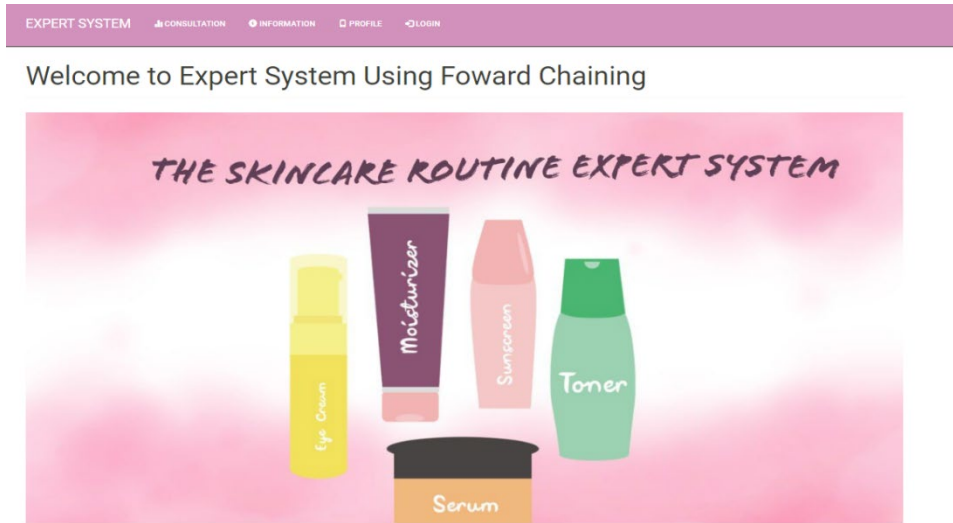 EXPERT SYSTEM CONSULTATION INFORMATION PROFILE LOGIN
Welcome to Expert System Using Foward Chaining
THE SKINCARE ROUTINE EXPERT SYSTEM
Eye Cream
Moisturizer
Sunscreen
Toner
Serum